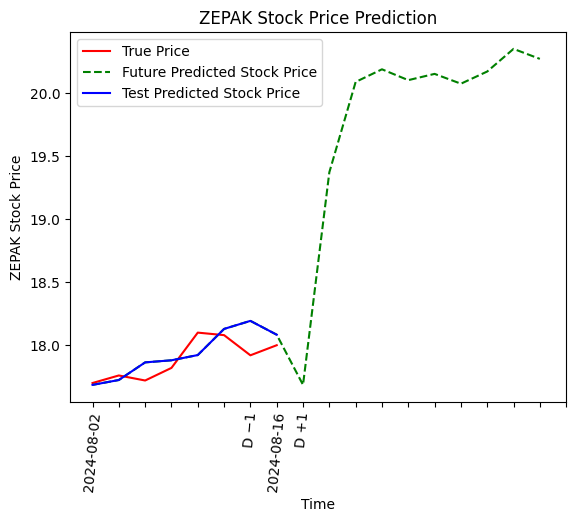 ZEPAK Stock Price Prediction
True Price
Future Predicted Stock Price
Test Predicted Stock Price
ZEPAK Stock Price
20.0
19.5
19.0
18.5
18.0
2024-08-02
D −1
2024-08-16
D +1
Time